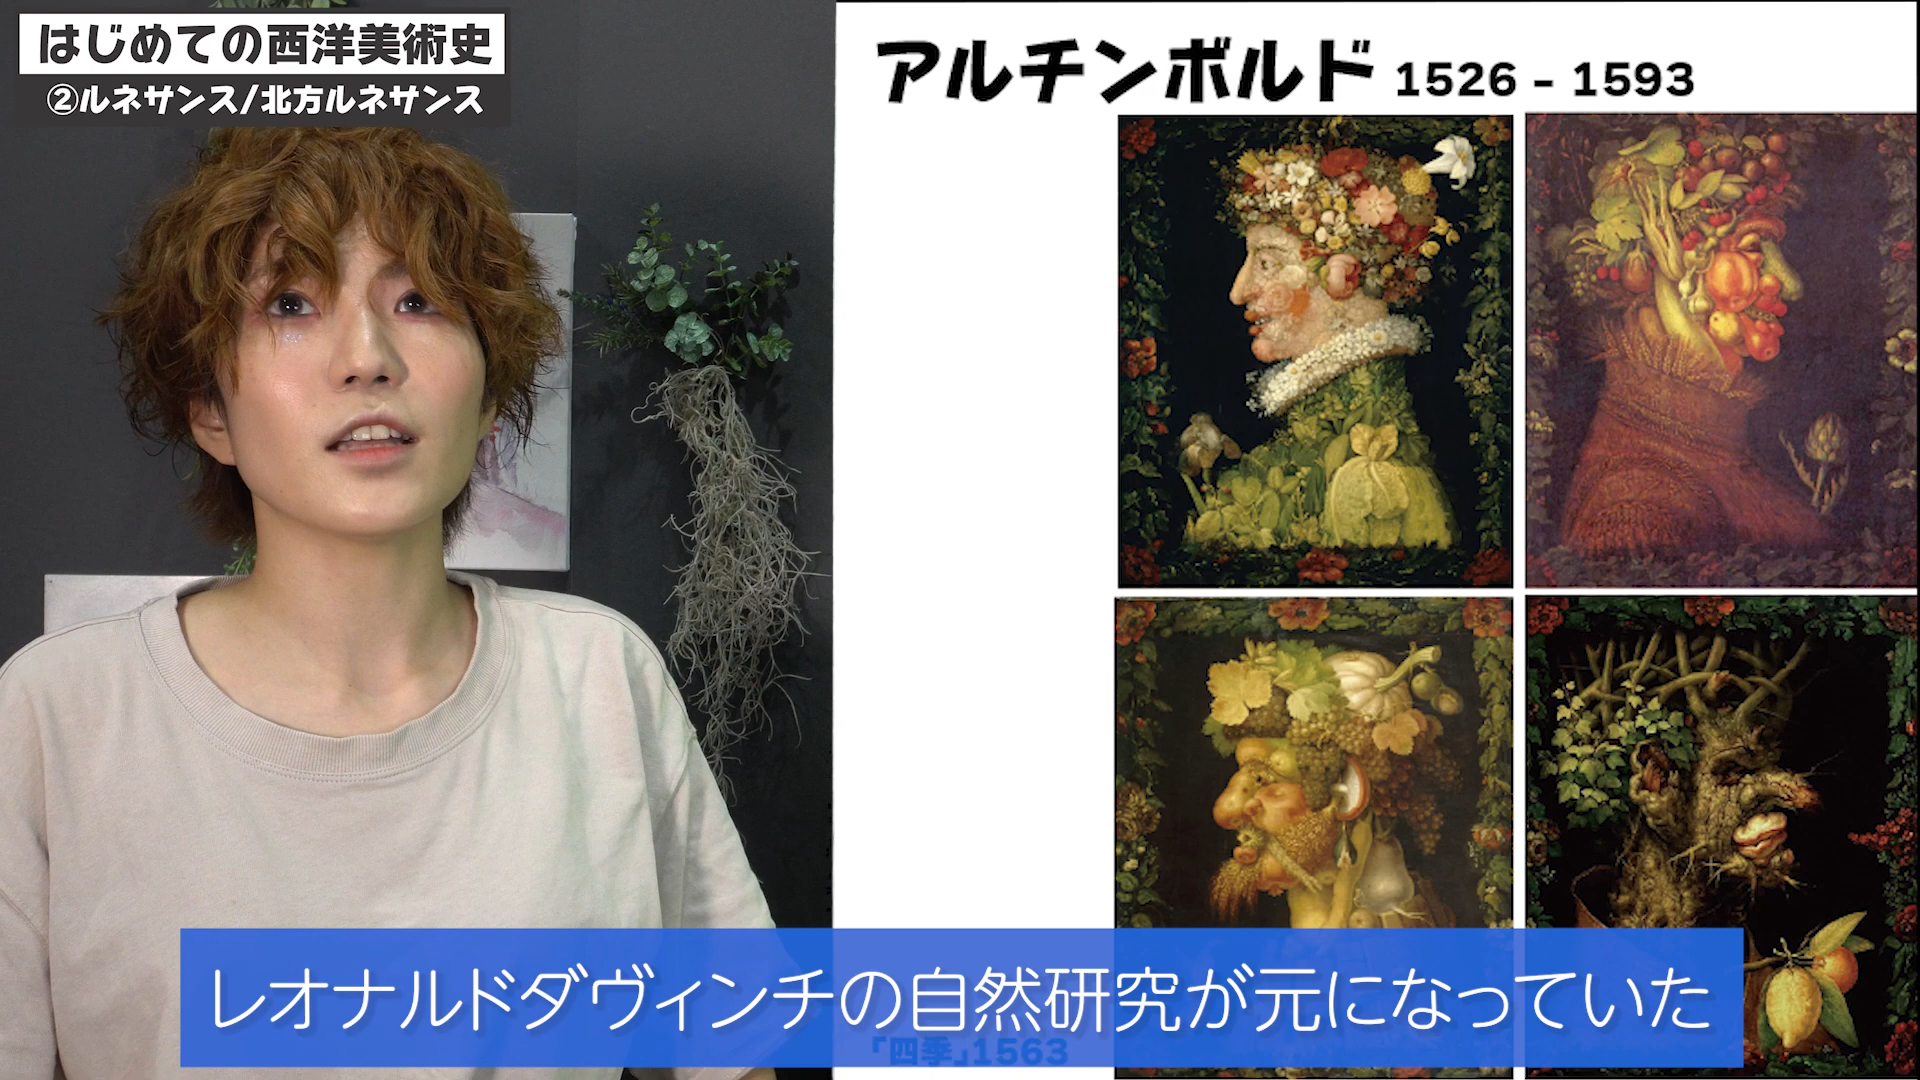 はじめての西洋美術史
②ルネサンス/北方ルネサンス
アルチンボルド 1526 - 1593
レオナルドダヴィンチの自然研究が元になっていた
「四季」1563